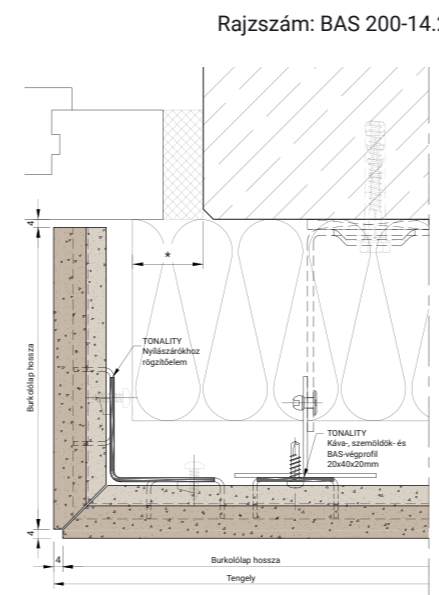 Rajzszám: BAS 200-14.2
4
*
TONALITY
Nyílászárókhoz
rögzítőelem
Burkolólap hossza
TONALITY
Káva-, szemöldök- és
BAS-végprofil
20x40x20mm
4
4
Burkolólap hossza
Tengely